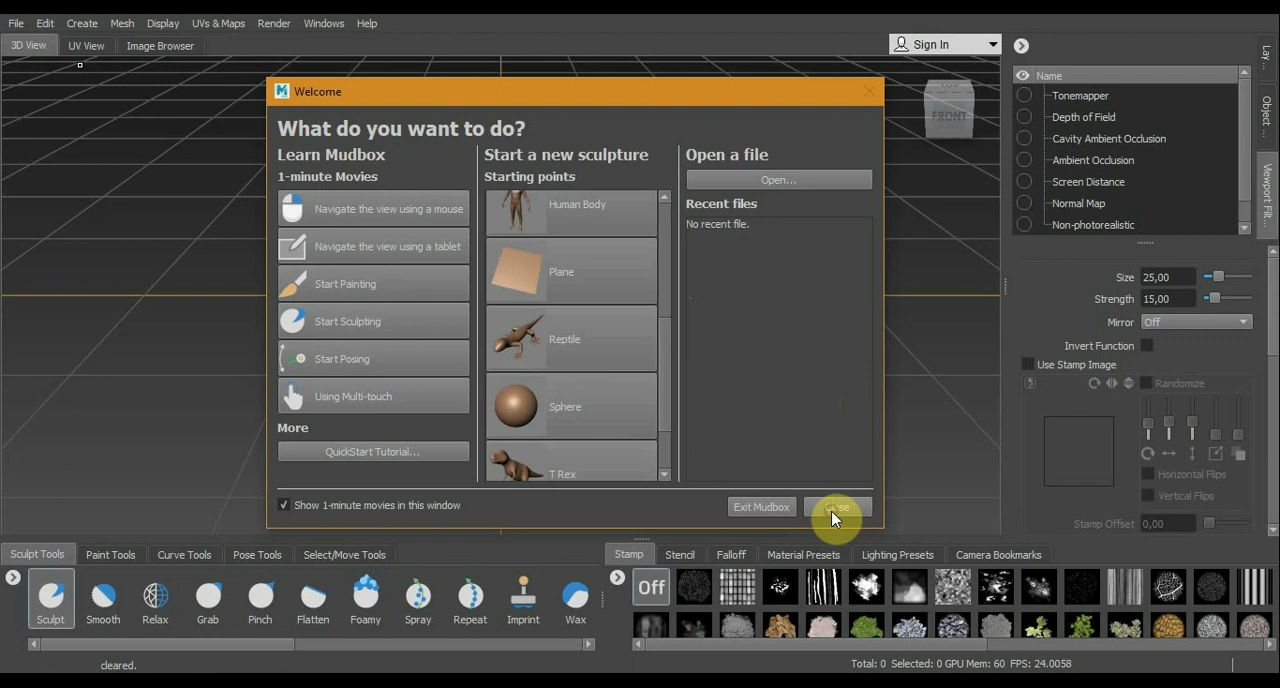 File Edit Create Mesh Display UVs & Maps Render Windows Help
3D View UV View Image Browser
Sign In
FRONT
Welcome
What do you want to do?
Learn Mudbox
1-minute Movies
Navigate the view using a mouse
Navigate the view using a tablet
Start Painting
Start Sculpting
Start Posing
Using Multi-touch
More
QuickStart Tutorial...
Show 1-minute movies in this window
Start a new sculpture
Starting points
Human Body
Plane
Reptile
Sphere
T Rex
Open a file
Open...
Recent files
No recent file.
Exit Mudbox Close
Name
Tonemapper
Depth of Field
Cavity Ambient Occlusion
Ambient Occlusion
Screen Distance
Normal Map
Non-photorealistic
Lay...
Object ...
Viewport Filt...
Size 25,00
Strength 15,00
Mirror Off
Invert Function
Use Stamp Image
Randomize
Horizontal Flips
Vertical Flips
Stamp Offset 0,00
Sculpt Tools Paint Tools Curve Tools Pose Tools Select/Move Tools
Sculpt Smooth Relax Grab Pinch Flatten Foamy Spray Repeat Imprint Wax
Stamp Stencil Falloff Material Presets Lighting Presets Camera Bookmarks
Off
cleared.
Total: 0 Selected: 0 GPU Mem: 60 FPS: 24.0058